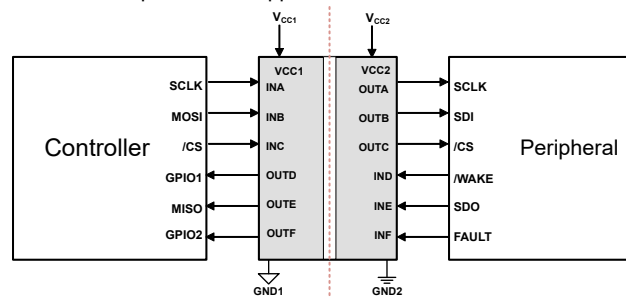 VCC1 VCC2
VCC1 VCC2
SCLK INA OUTA SCLK
MOSI INB OUTB SDI
/CS INC OUTC /CS
Controller Peripheral
GPIO1 OUTD IND /WAKE
MISO OUTE INE SDO
GPIO2 OUTF INF FAULT
GND1 GND2